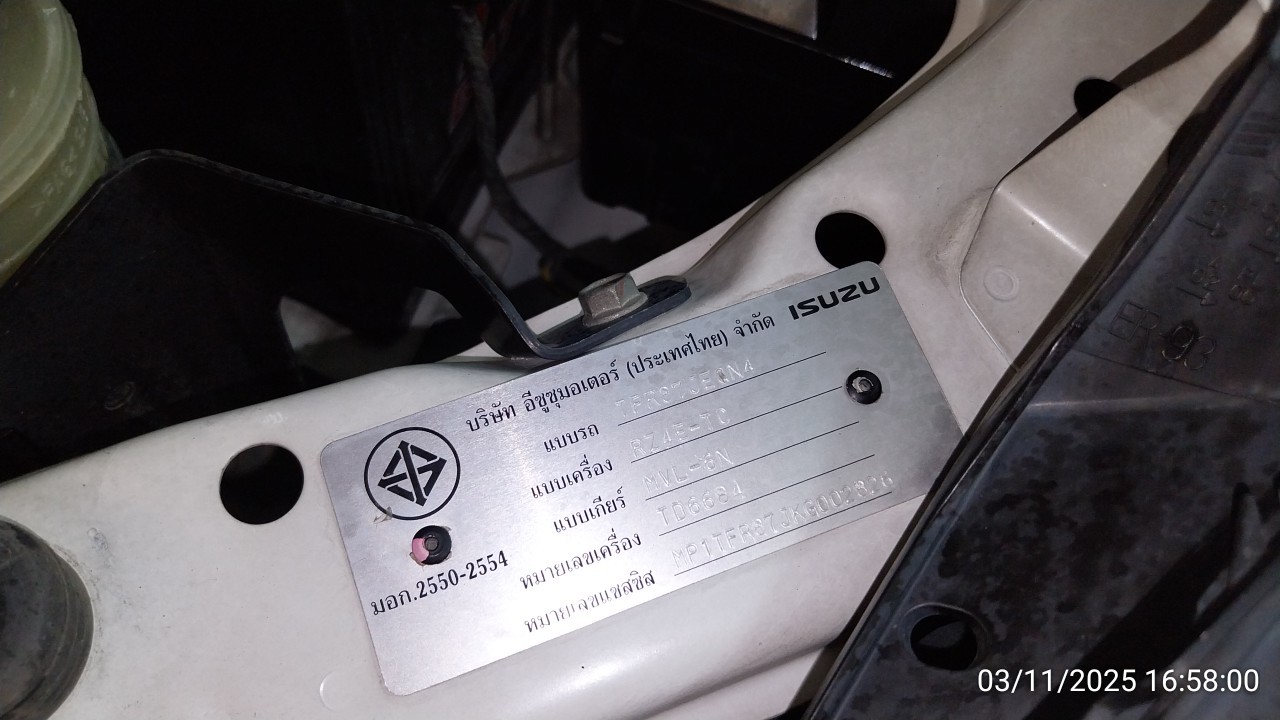 บริษัท อีซูซุมอเตอร์ (ประเทศไทย) จำกัด ISUZU
แบบรถ
แบบเครื่อง RZ4E-TC
แบบเกียร์ MVL-6N
หมายเลขเครื่อง TD6684
หมายเลขแชสซิส
มอก.2550-2554
03/11/2025 16:58:00